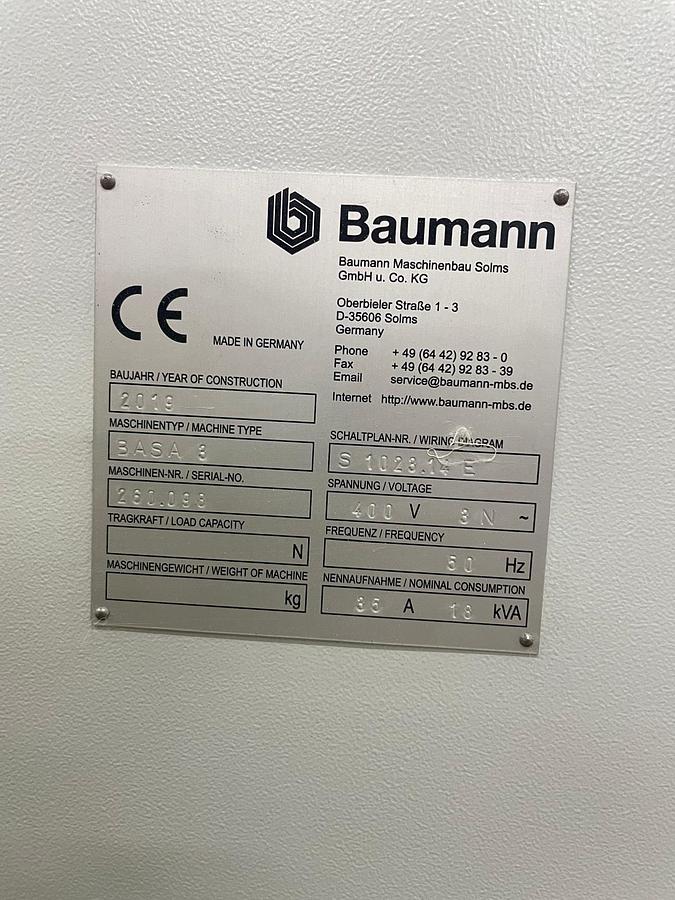 Baumann
Baumann Maschinenbau Solms
GmbH u. Co. KG
Oberbieler Straße 1 - 3
D-35606 Solms
Germany
Phone + 49 (64 42) 92 83 - 0
Fax + 49 (64 42) 92 83 - 39
Email service@baumann-mbs.de
Internet http://www.baumann-mbs.de
CE
MADE IN GERMANY
BAUJAHR / YEAR OF CONSTRUCTION
2019
MASCHINENTYP / MACHINE TYPE
BASA 3
MASCHINEN-NR. / SERIAL-NO.
260.098
TRAGKRAFT / LOAD CAPACITY
N
MASCHINENGEWICHT / WEIGHT OF MACHINE
kg
SCHALTPLAN-NR. / WIRING DIAGRAM
S 1023.14 E
SPANNUNG / VOLTAGE
400 V 3 N ~
FREQUENZ / FREQUENCY
50 Hz
NENNAUFNAHME / NOMINAL CONSUMPTION
35 A 18 kVA